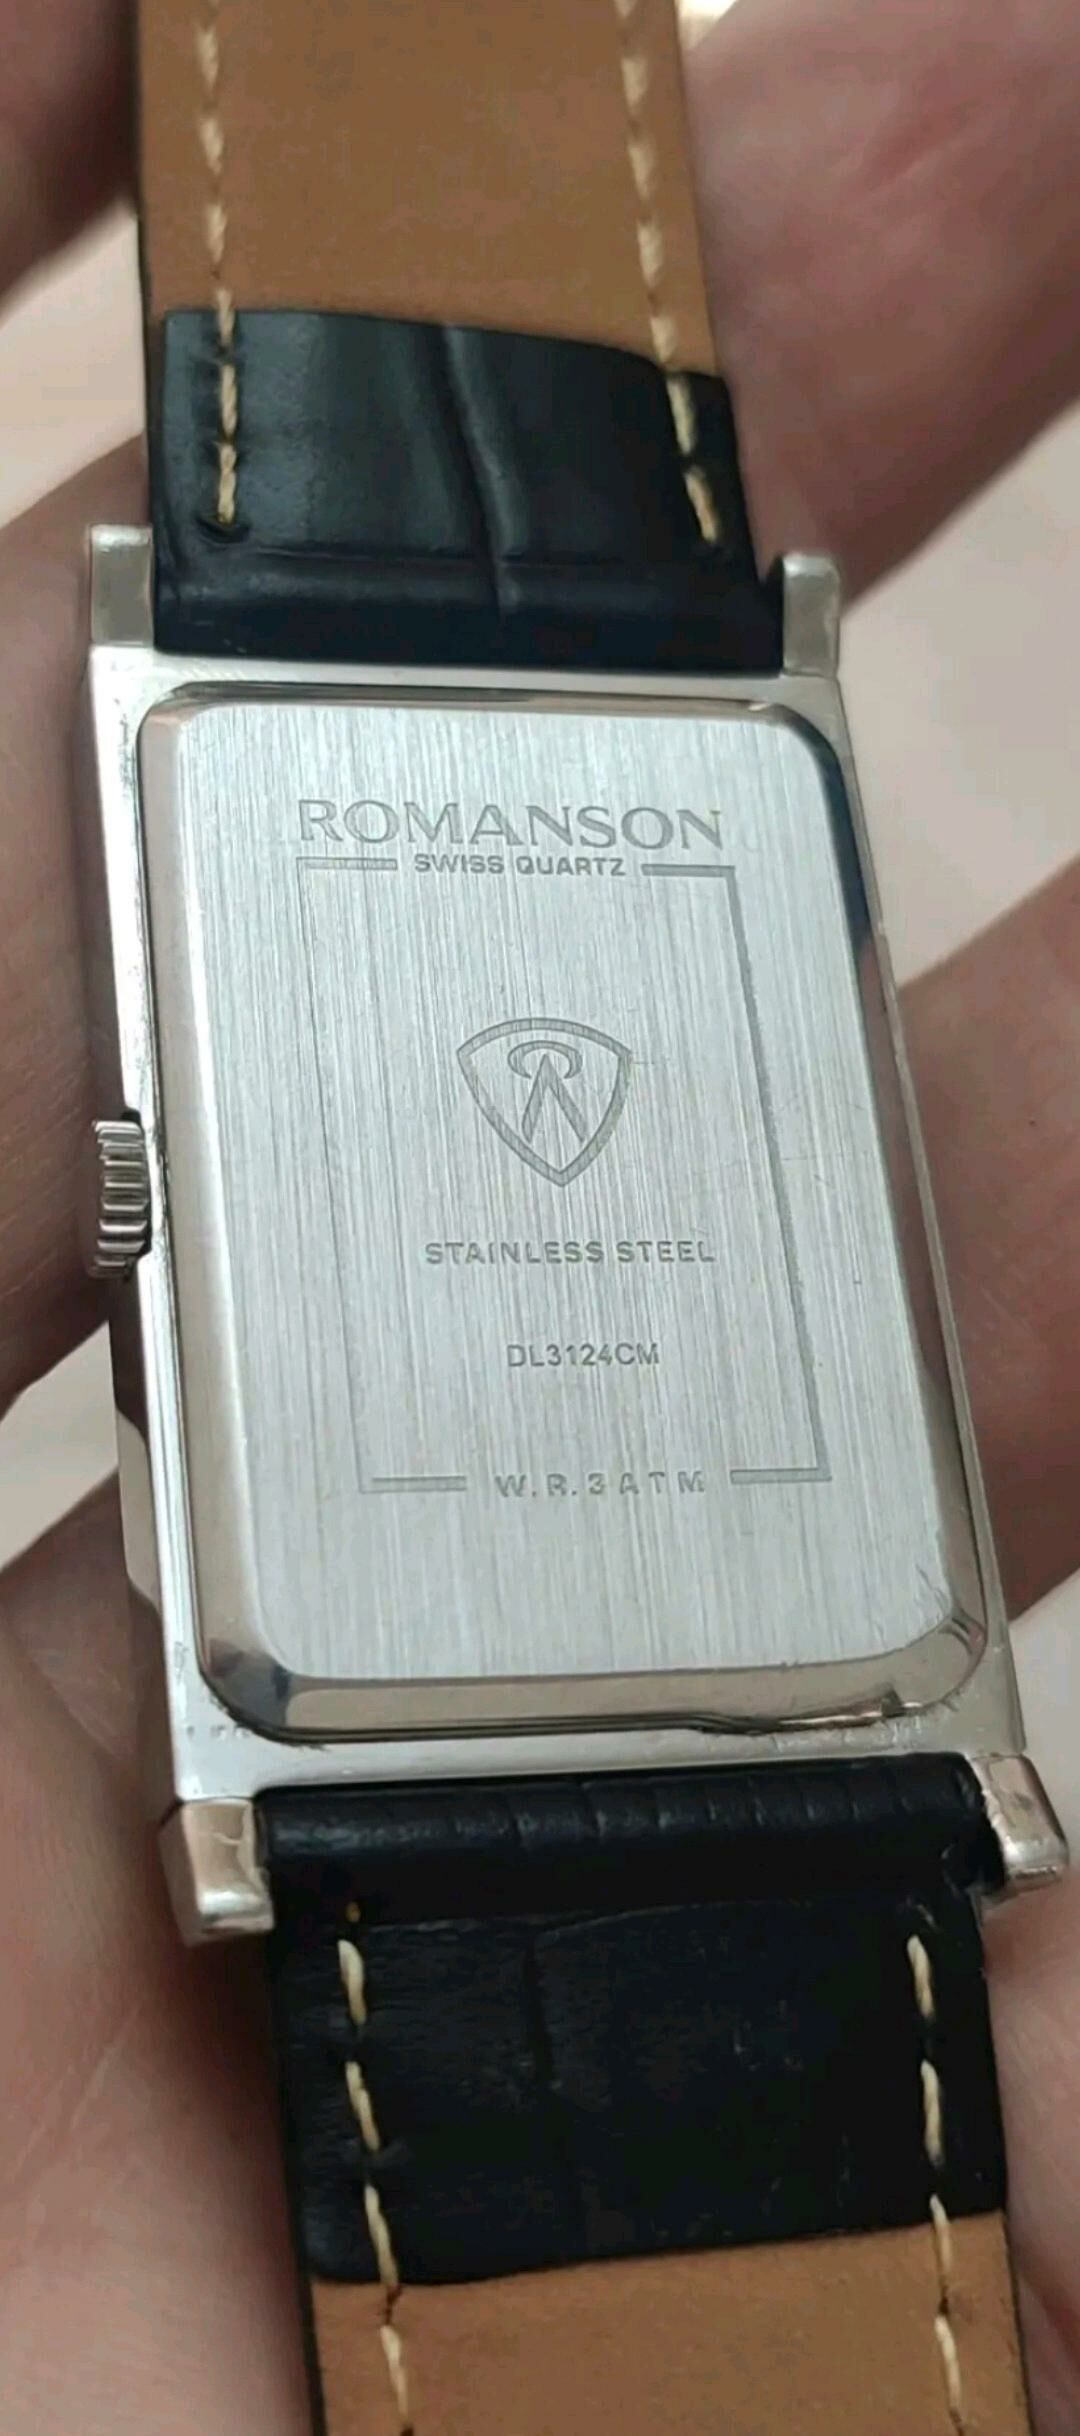 ROMANSON
SWISS QUARTZ
STAINLESS STEEL
DL3124CM
W.R.3ATM